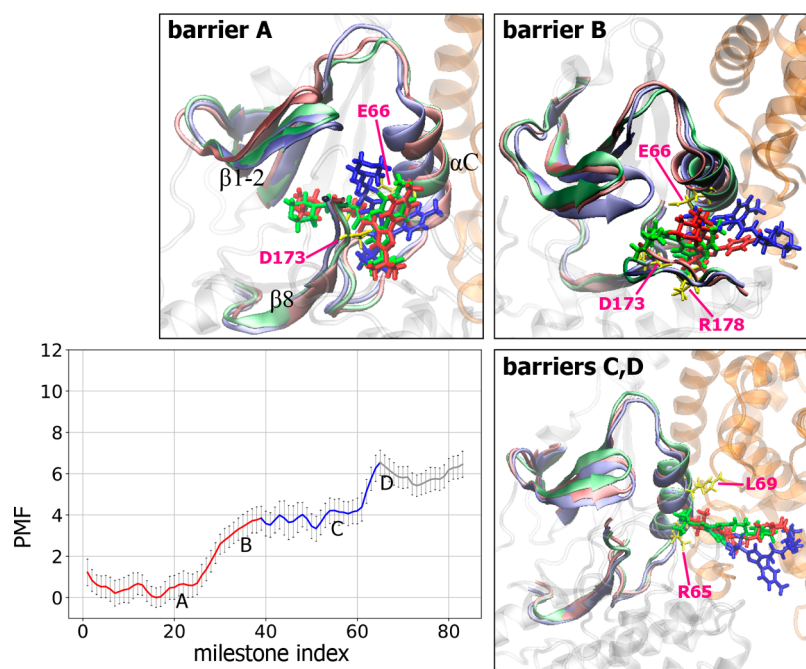 barrier A
E66
αC
β1-2
D173
β8
barrier B
E66
D173
R178
12
10
8
6
4
2
0
PMF
A
B
C
D
0
20
40
60
80
milestone index
barriers C,D
L69
R65